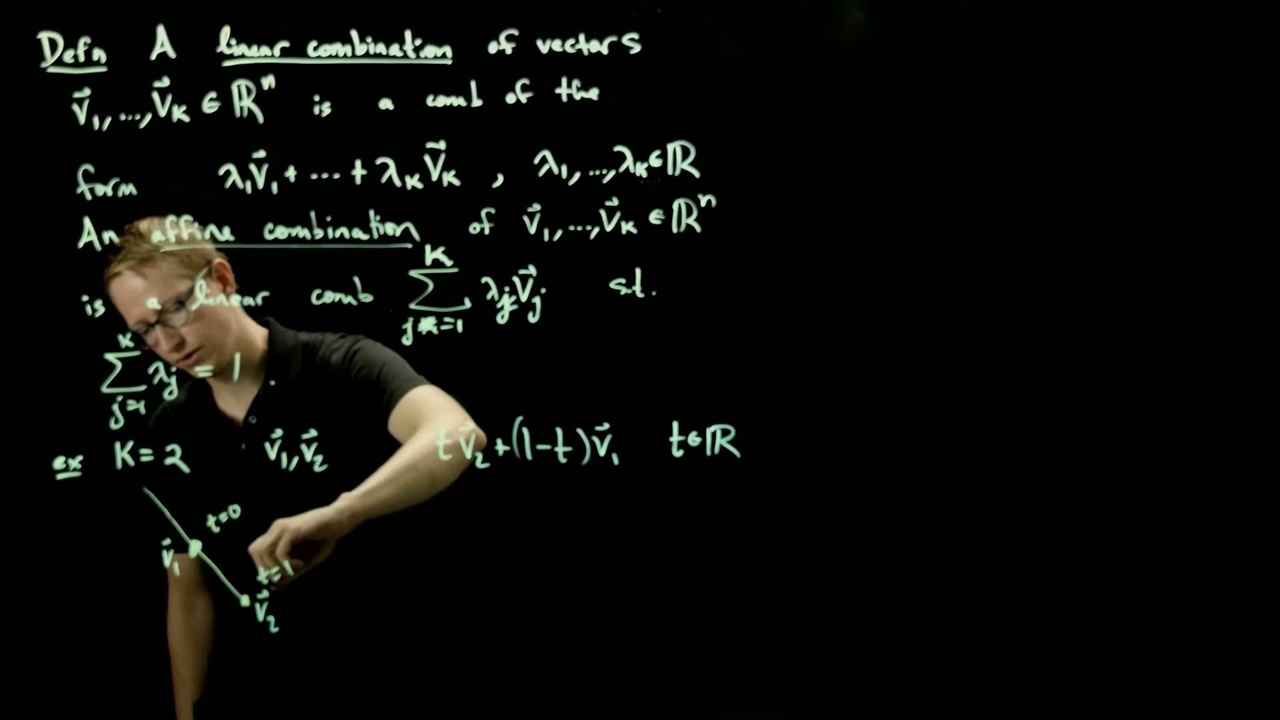 Defn A linear combination of vectors
v⃗₁,...,v⃗ₖ ∈ ℝⁿ is a comb of the
form λ₁v⃗₁ + ... + λₖv⃗ₖ , λ₁,...,λₖ∈ℝ
An affine combination of v⃗₁,...,v⃗ₖ ∈ ℝⁿ
is a linear comb ∑ⱼ₌₁ᴷ λⱼv⃗ⱼ s.t.
∑ⱼ₌₁ᴷ λⱼ = 1
ex K=2 v⃗₁,v⃗₂ tv⃗₂+(1-t)v⃗₁ t∈ℝ
t=0
v⃗₁
t=1
v⃗₂